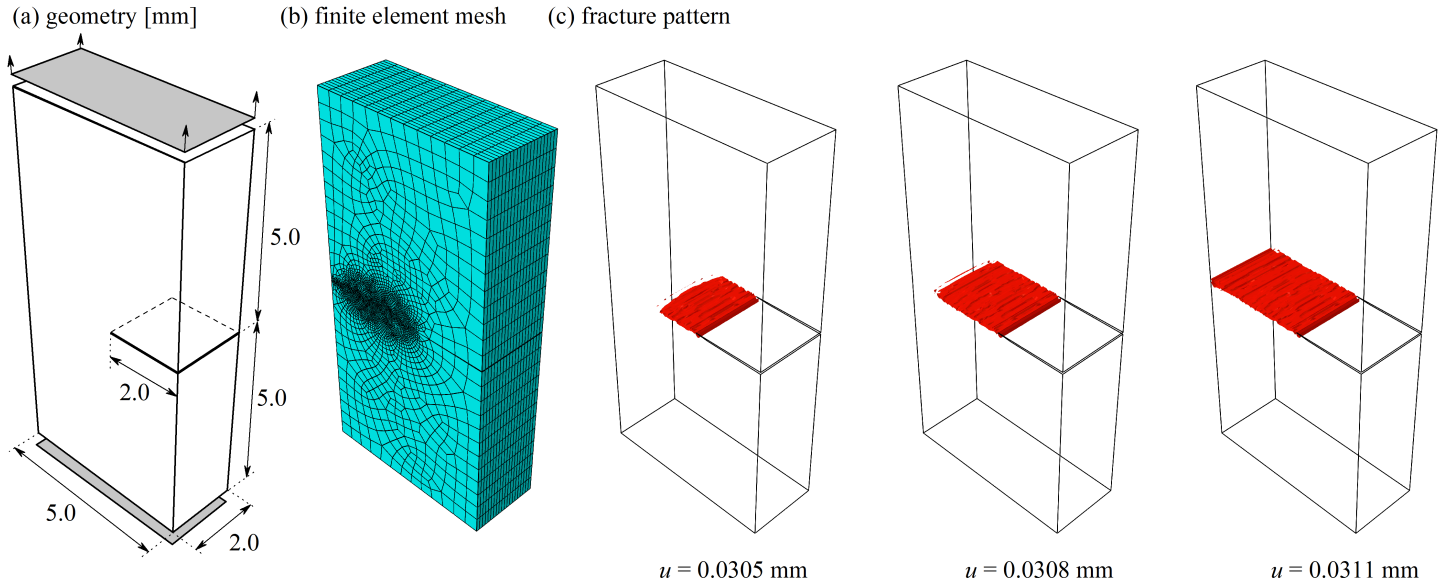 (a) geometry [mm]
(b) finite element mesh
(c) fracture pattern
5.0
2.0
5.0
5.0
2.0
u = 0.0305 mm
u = 0.0308 mm
u = 0.0311 mm